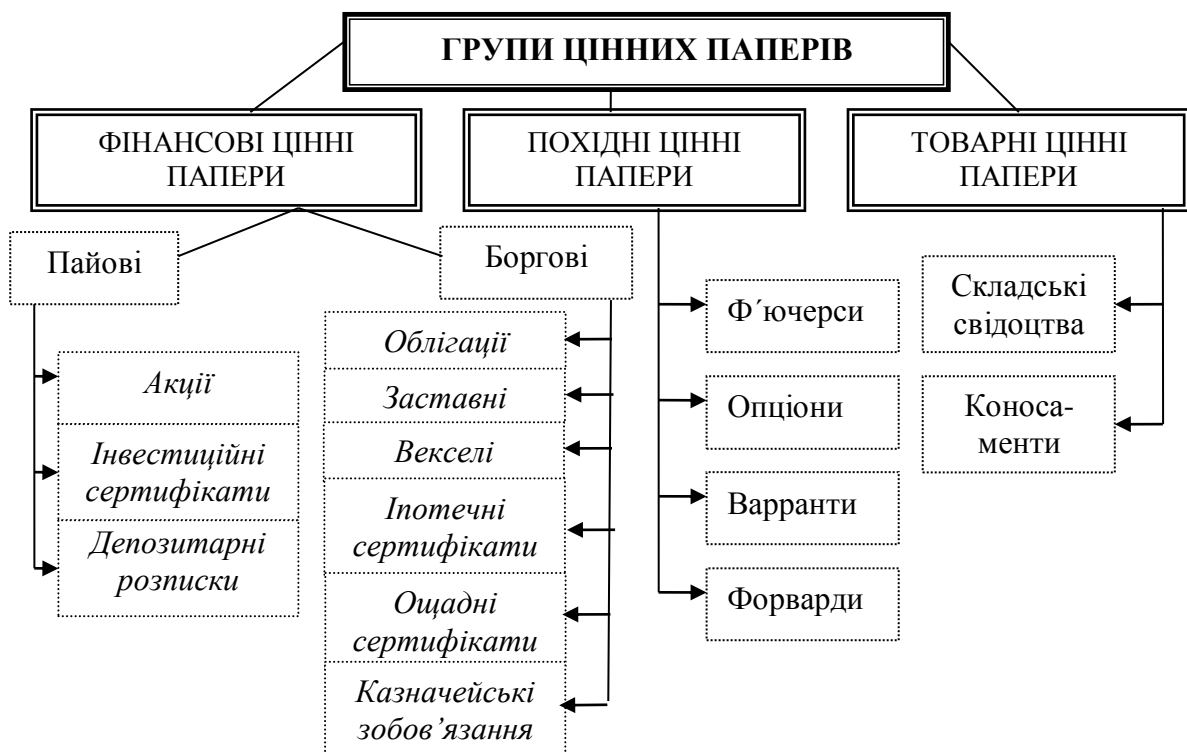 ГРУПИ ЦІННИХ ПАПЕРІВ
ФІНАНСОВІ ЦІННІ
ПАПЕРИ
ПОХІДНІ ЦІННІ
ПАПЕРИ
ТОВАРНІ ЦІННІ
ПАПЕРИ
Пайові
Акції
Інвестиційні
сертифікати
Депозитарні
розписки
Боргові
Облігації
Заставні
Векселі
Іпотечні
сертифікати
Ощадні
сертифікати
Казначейські
зобов’язання
Ф´ючерси
Опціони
Варранти
Форварди
Складські
свідоцтва
Коноса-
менти